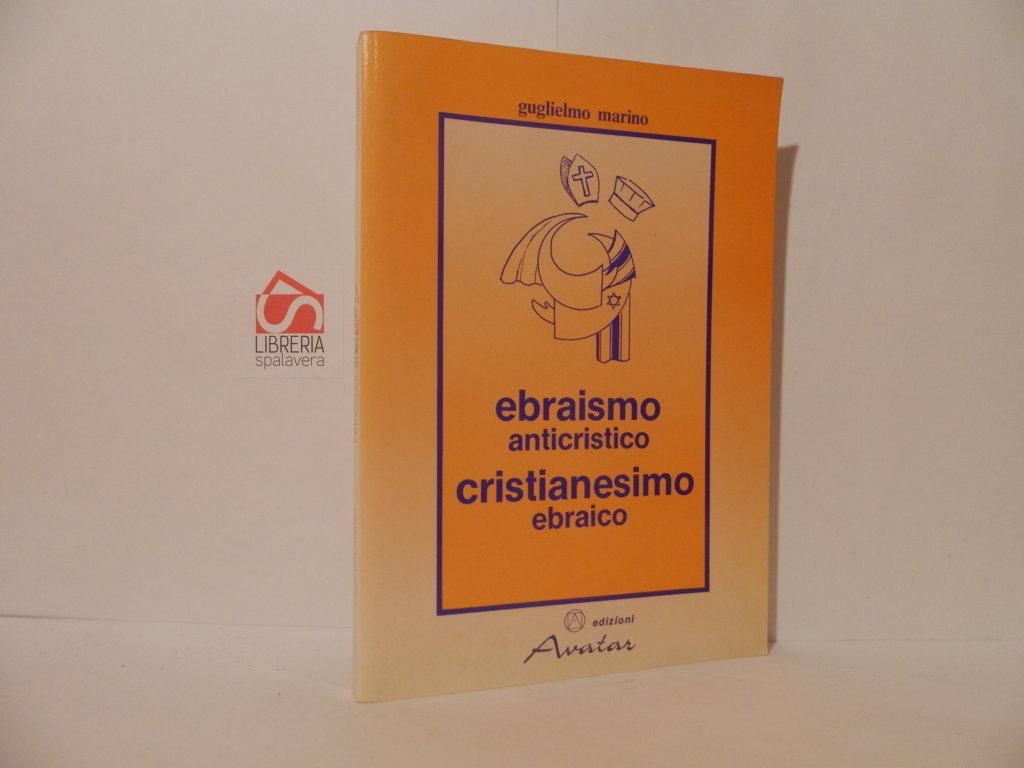 guglielmo marino
ebraismo
anticristico
cristianesimo
ebraico
edizioni
Avatar
LIBRERIA
spalavera